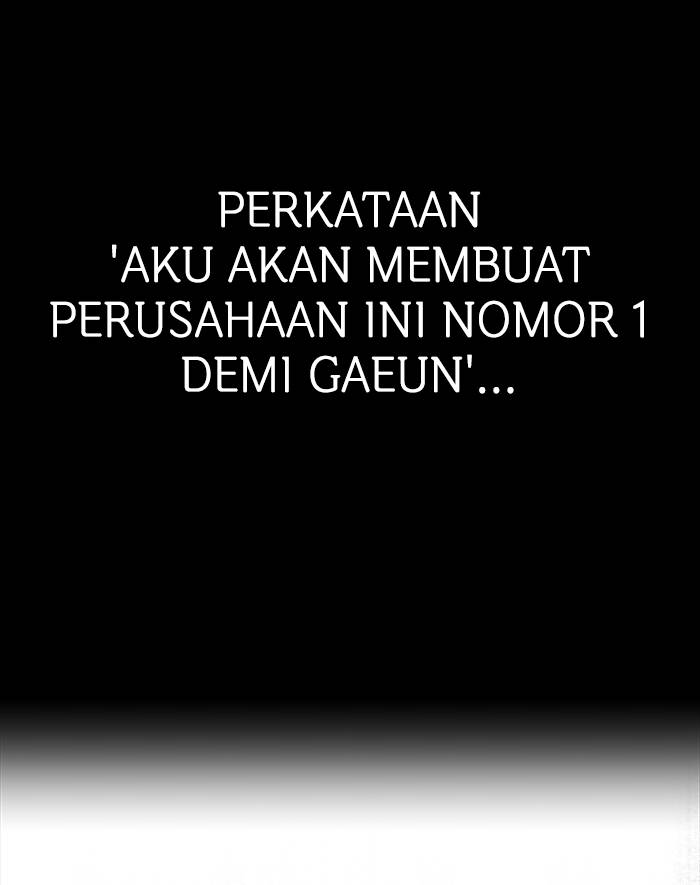 PERKATAAN
'AKU AKAN MEMBUAT
PERUSAHAAN INI NOMOR 1
DEMI GAEUN'...